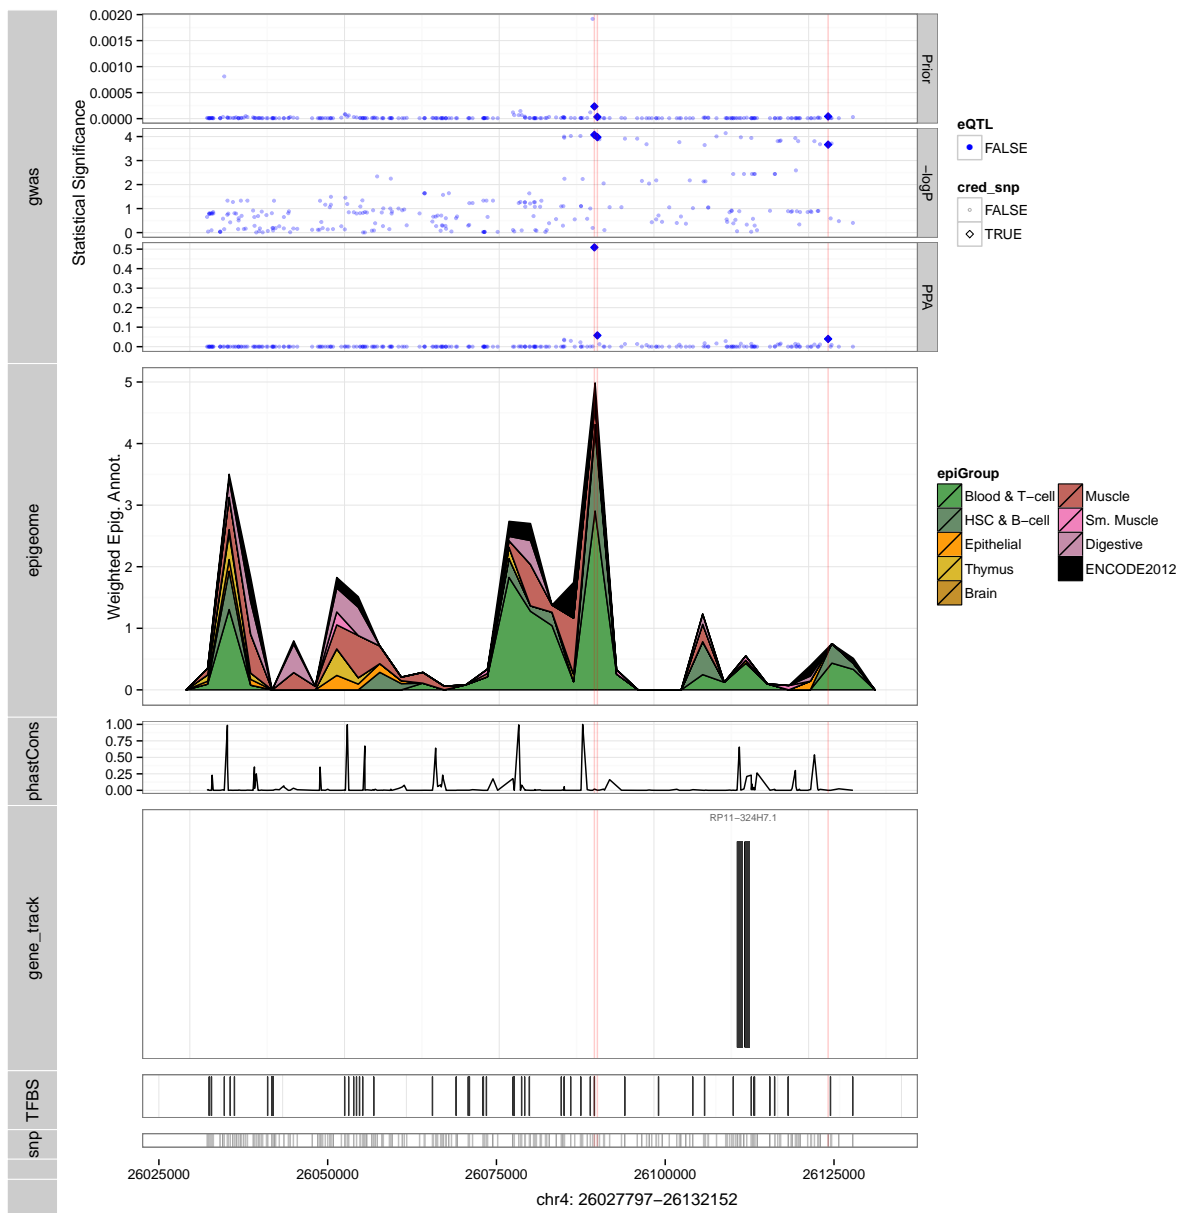 gwas
Statistical Significance
0.0020
0.0015
0.0010
0.0005
0.0000
Prior
4
3
2
1
0
−logP
0.5
0.4
0.3
0.2
0.1
0.0
PPA
eQTL
FALSE
cred_snp
FALSE
TRUE
epigeome
Weighted Epig. Annot.
5
4
3
2
1
0
epiGroup
Blood & T−cell
HSC & B−cell
Epithelial
Thymus
Brain
Muscle
Sm. Muscle
Digestive
ENCODE2012
phastCons
1.00
0.75
0.50
0.25
0.00
gene_track
RP11−324H7.1
TFBS
snp
26025000
26050000
26075000
26100000
26125000
chr4: 26027797−26132152